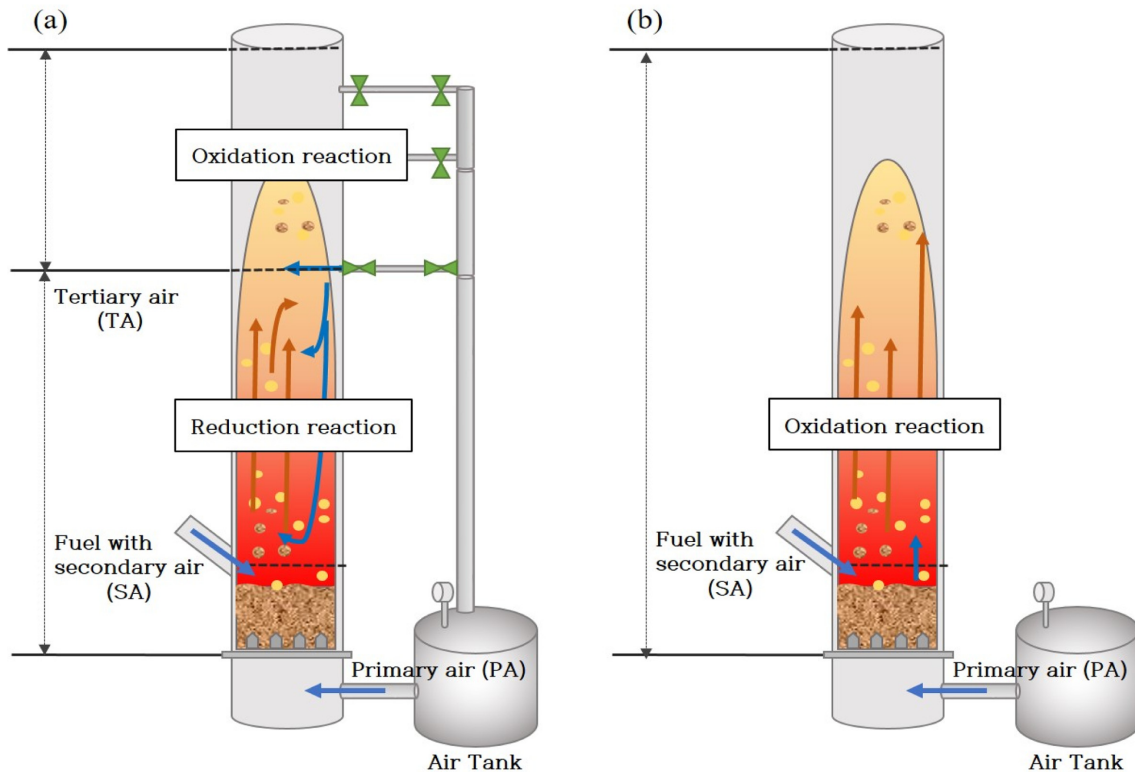 (a)
Oxidation reaction
Tertiary air
(TA)
Reduction reaction
Fuel with
secondary air
(SA)
Primary air (PA)
Air Tank
(b)
Oxidation reaction
Fuel with
secondary air
(SA)
Primary air (PA)
Air Tank